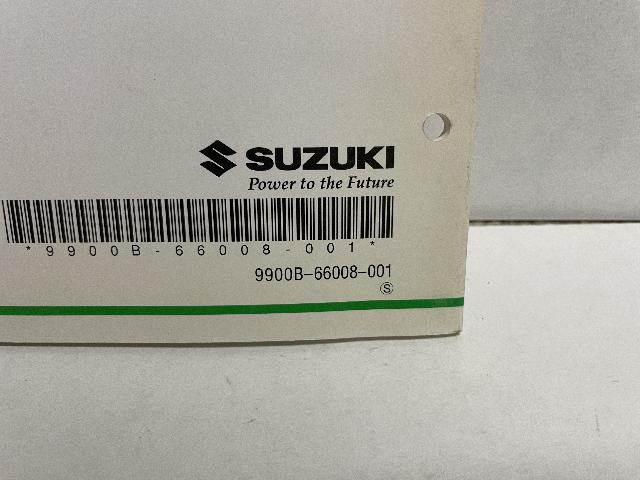 SUZUKI
Power to the Future
*9900B-66008-001*
9900B-66008-001
Ⓢ